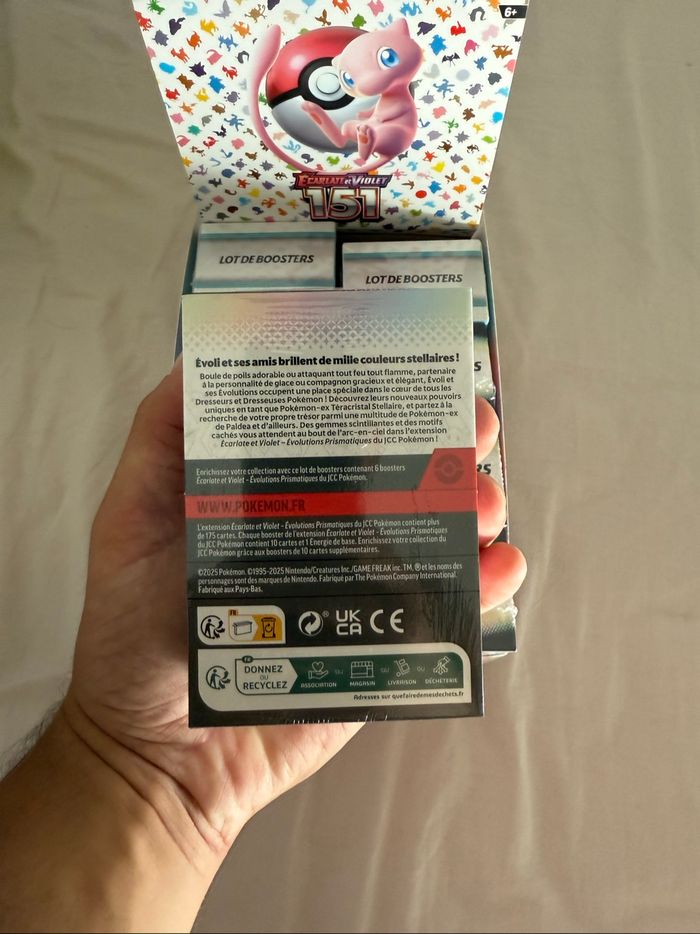 6+
ÉCARLATE et VIOLET
151
LOT DE BOOSTERS
LOT DE BOOSTERS
S
RS
Évoli et ses amis brillent de mille couleurs stellaires !
Boule de poils adorable ou attaquant tout feu tout flamme, partenaire
à la personnalité de glace ou compagnon gracieux et élégant, Évoli et
ses Évolutions occupent une place spéciale dans le cœur de tous les
Dresseurs et Dresseuses Pokémon ! Découvrez leurs nouveaux pouvoirs
uniques en tant que Pokémon-ex Téracristal Stellaire, et partez à la
recherche de votre propre trésor parmi une multitude de Pokémon-ex
de Paldea et d'ailleurs. Des gemmes scintillantes et des motifs
cachés vous attendent au bout de l'arc-en-ciel dans l'extension
Écarlate et Violet – Évolutions Prismatiques du JCC Pokémon !
Enrichissez votre collection avec ce lot de boosters contenant 6 boosters
Écarlate et Violet - Évolutions Prismatiques du JCC Pokémon.
WWW.POKEMON.FR
L'extension Écarlate et Violet - Évolutions Prismatiques du JCC Pokémon contient plus
de 175 cartes. Chaque booster de l'extension Écarlate et Violet - Évolutions Prismatiques
du JCC Pokémon contient 10 cartes et 1 Énergie de base. Enrichissez votre collection du
JCC Pokémon grâce aux boosters de 10 cartes supplémentaires.
©2025 Pokémon. ©1995-2025 Nintendo/Creatures Inc./GAME FREAK inc. TM, ® et les noms des
personnages sont des marques de Nintendo. Fabriqué par The Pokémon Company International.
Fabriqué aux Pays-Bas.
FR
® UK
CA CE
FR
DONNEZ
OU
RECYCLEZ
ASSOCIATION OU MAGASIN OU LIVRAISON OU DÉCHÈTERIE
Adresses sur quefairedemesdechets.fr